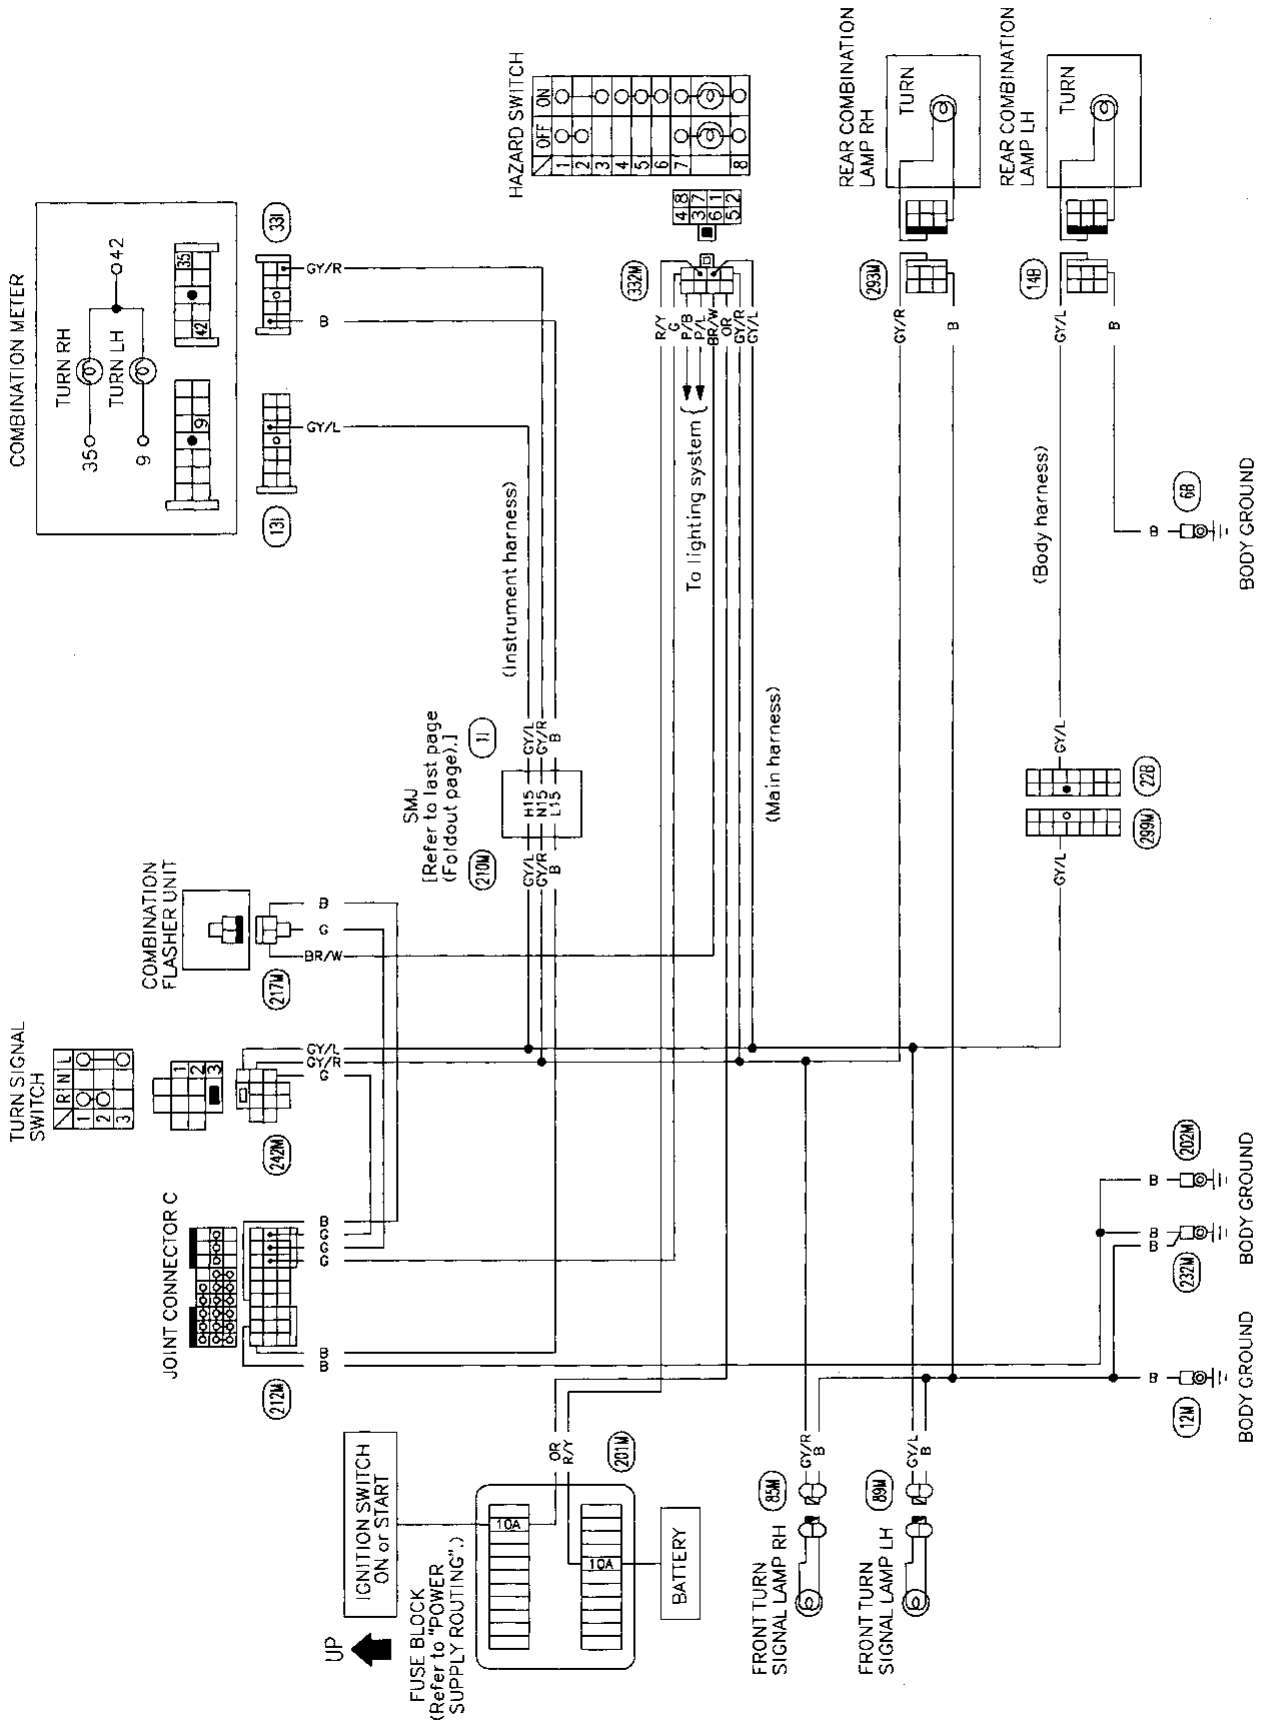 COMBINATION METER
TURN RH
TURN LH
35
9
42
9
35
42
13I
33I
GY/L
B
GY/R
HAZARD SWITCH
OFF ON
1
2
3
4
5
6
7
8
4 8
3 7
6 1
5 2
332M
R/Y
G
P/B
P/L
BR/W
OR
GY/R
GY/L
To lighting system
REAR COMBINATION
LAMP RH
TURN
293M
GY/R
B
REAR COMBINATION
LAMP LH
TURN
14B
GY/L
B
(Instrument harness)
(Main harness)
(Body harness)
B
6B
BODY GROUND
SMJ
[Refer to last page
(Foldout page).]
210M
GY/L
GY/R
B
H15
N15
L15
GY/L
GY/R
B
GY/L
299M
22B
GY/L
COMBINATION
FLASHER UNIT
217M
BR/W
G
B
TURN SIGNAL
SWITCH
R N L
1
2
3
1
2
3
242M
GY/L
GY/R
G
JOINT CONNECTOR C
212M
B
G
G
G
B
B
UP
IGNITION SWITCH
ON or START
FUSE BLOCK
(Refer to "POWER
SUPPLY ROUTING".)
10A
10A
BATTERY
OR
R/Y
201M
FRONT TURN
SIGNAL LAMP RH
85M
GY/R
B
FRONT TURN
SIGNAL LAMP LH
89M
GY/L
B
12M
B
BODY GROUND
232M
B
B
202M
B
BODY GROUND